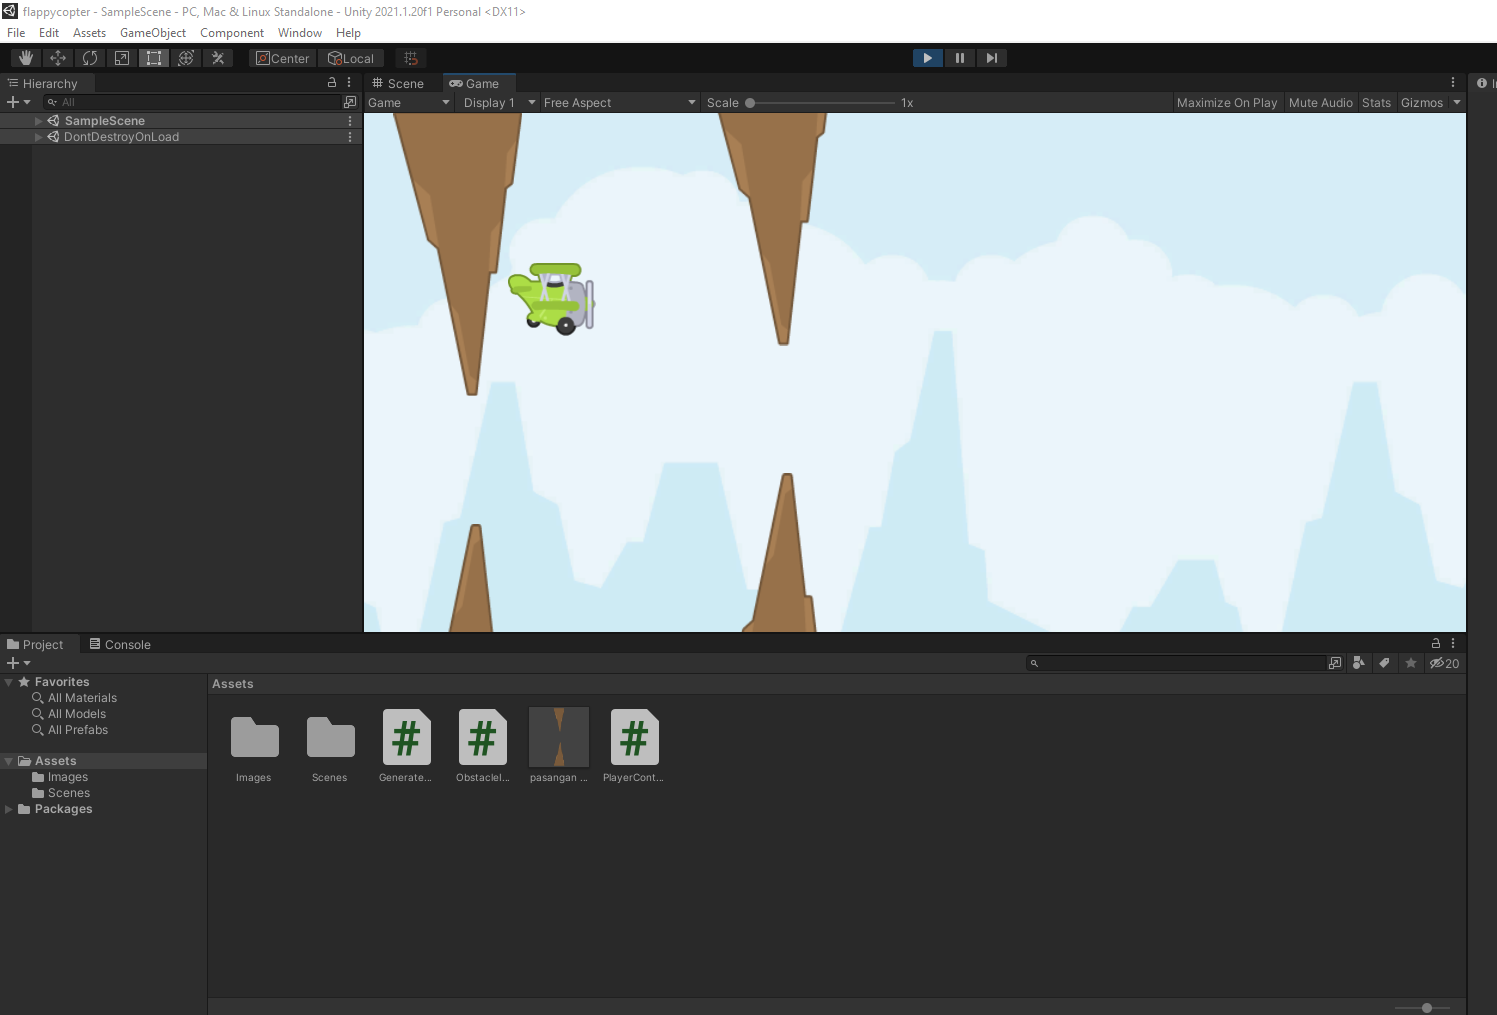 flappycopter - SampleScene - PC, Mac & Linux Standalone - Unity 2021.1.20f1 Personal <DX11>
File Edit Assets GameObject Component Window Help
Center Local
Hierarchy
All
SampleScene
DontDestroyOnLoad
Scene Game
Game Display 1 Free Aspect Scale 1x Maximize On Play Mute Audio Stats Gizmos
Project Console
20
Favorites
All Materials
All Models
All Prefabs
Assets
Images
Scenes
Packages
Assets
Images Scenes Generate... ObstacleI... pasangan ... PlayerCont...